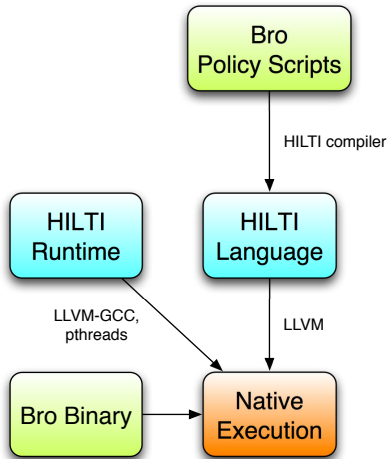 Bro
Policy Scripts
HILTI compiler
HILTI
Runtime
HILTI
Language
LLVM-GCC,
pthreads
LLVM
Bro Binary
Native
Execution